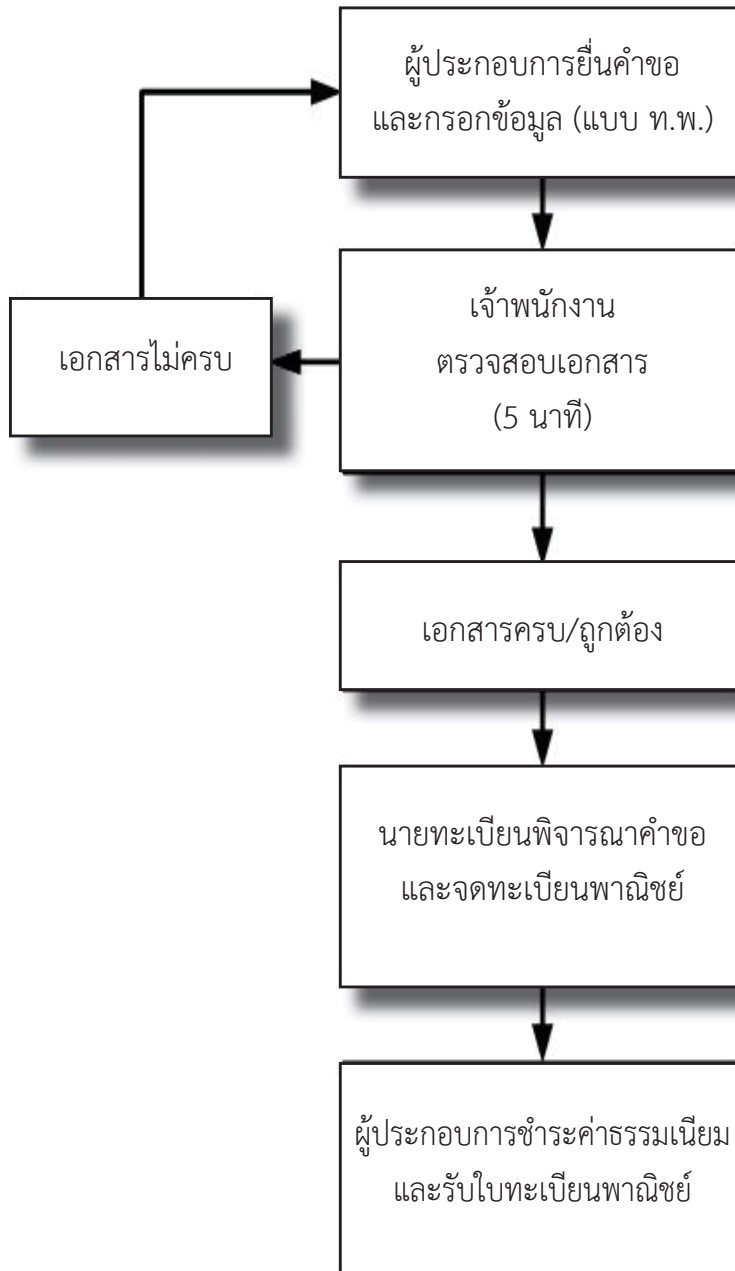 ผู้ประกอบการยื่นคำขอ
และกรอกข้อมูล (แบบ ท.พ.)
เจ้าพนักงาน
ตรวจสอบเอกสาร
(5 นาที)
เอกสารไม่ครบ
เอกสารครบ/ถูกต้อง
นายทะเบียนพิจารณาคำขอ
และจดทะเบียนพาณิชย์
ผู้ประกอบการชำระค่าธรรมเนียม
และรับใบทะเบียนพาณิชย์